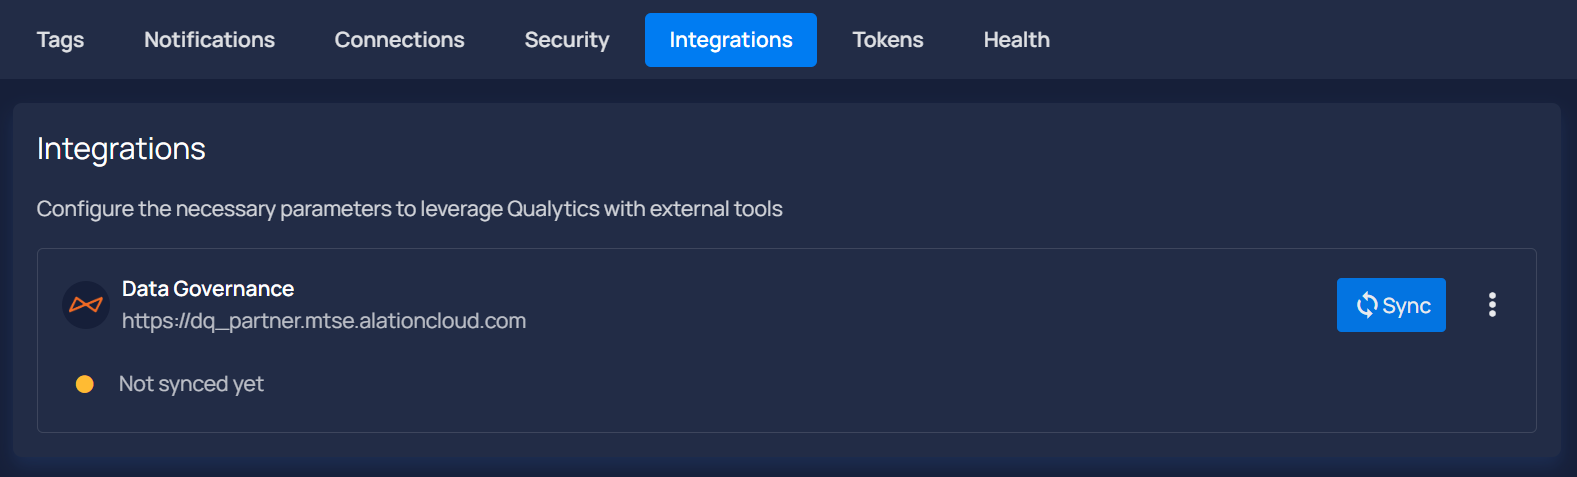 Tags Notifications Connections Security Integrations Tokens Health
Integrations
Configure the necessary parameters to leverage Qualytics with external tools
Data Governance
https://dq_partner.mtse.alationcloud.com
Sync
Not synced yet